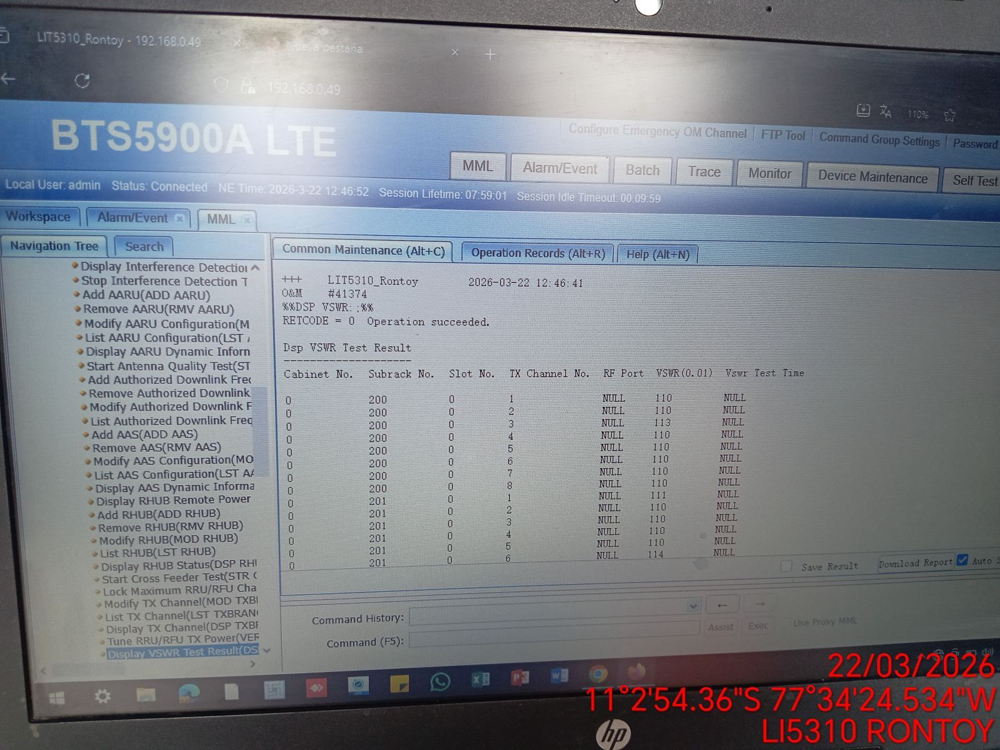 LIT5310_Rontoy - 192.168.0.49
pestaña
192.168.0.49
110%
BTS5900A LTE
Configure Emergency OM Channel FTP Tool Command Group Settings Password
MML Alarm/Event Batch Trace Monitor Device Maintenance Self Test
Local User: admin Status: Connected NE Time: 2026-3-22 12:46:52 Session Lifetime: 07:59:01 Session Idle Timeout: 00:09:59
Workspace Alarm/Event MML
Navigation Tree Search
Display Interference Detection
Stop Interference Detection T
Add AARU(ADD AARU)
Remove AARU(RMV AARU)
Modify AARU Configuration(M
List AARU Configuration(LST
Display AARU Dynamic Inform
Start Antenna Quality Test(ST
Add Authorized Downlink Fred
Remove Authorized Downlink
Modify Authorized Downlink F
List Authorized Downlink Freq
Add AAS(ADD AAS)
Remove AAS(RMV AAS)
Modify AAS Configuration(MO
List AAS Configuration(LST AA
Display AAS Dynamic Informa
Display RHUB Remote Power
Add RHUB(ADD RHUB)
Remove RHUB(RMV RHUB)
Modify RHUB(MOD RHUB)
List RHUB(LST RHUB)
Display RHUB Status(DSP RHU
Start Cross Feeder Test(STR C
Lock Maximum RRU/RFU Cha
Modify TX Channel(MOD TXBI
List TX Channel(LST TXBRAN
Display TX Channel(DSP TXBF
Tune RRU/RFU TX Power(VER
Display VSWR Test Result(DS
Common Maintenance (Alt+C) Operation Records (Alt+R) Help (Alt+N)
+++ LIT5310_Rontoy 2026-03-22 12:46:41
O&M #41374
%%DSP VSWR: ;%%
RETCODE = 0 Operation succeeded.
Dsp VSWR Test Result
--------------------
Cabinet No. Subrack No. Slot No. TX Channel No. RF Port VSWR(0.01) Vswr Test Time
0 200 0 1 NULL 110 NULL
0 200 0 2 NULL 110 NULL
0 200 0 3 NULL 113 NULL
0 200 0 4 NULL 110 NULL
0 200 0 5 NULL 110 NULL
0 200 0 6 NULL 110 NULL
0 200 0 7 NULL 110 NULL
0 200 0 8 NULL 110 NULL
0 201 0 1 NULL 111 NULL
0 201 0 2 NULL 110 NULL
0 201 0 3 NULL 110 NULL
0 201 0 4 NULL 110 NULL
0 201 0 5 NULL 110 NULL
0 201 0 6 NULL 114 NULL
Save Result Download Report Auto S
Command History:
Command (F5): Assist Exec Use Proxy MML
22/03/2026
11°2'54.36"S 77°34'24.534"W
LI5310 RONTOY
hp